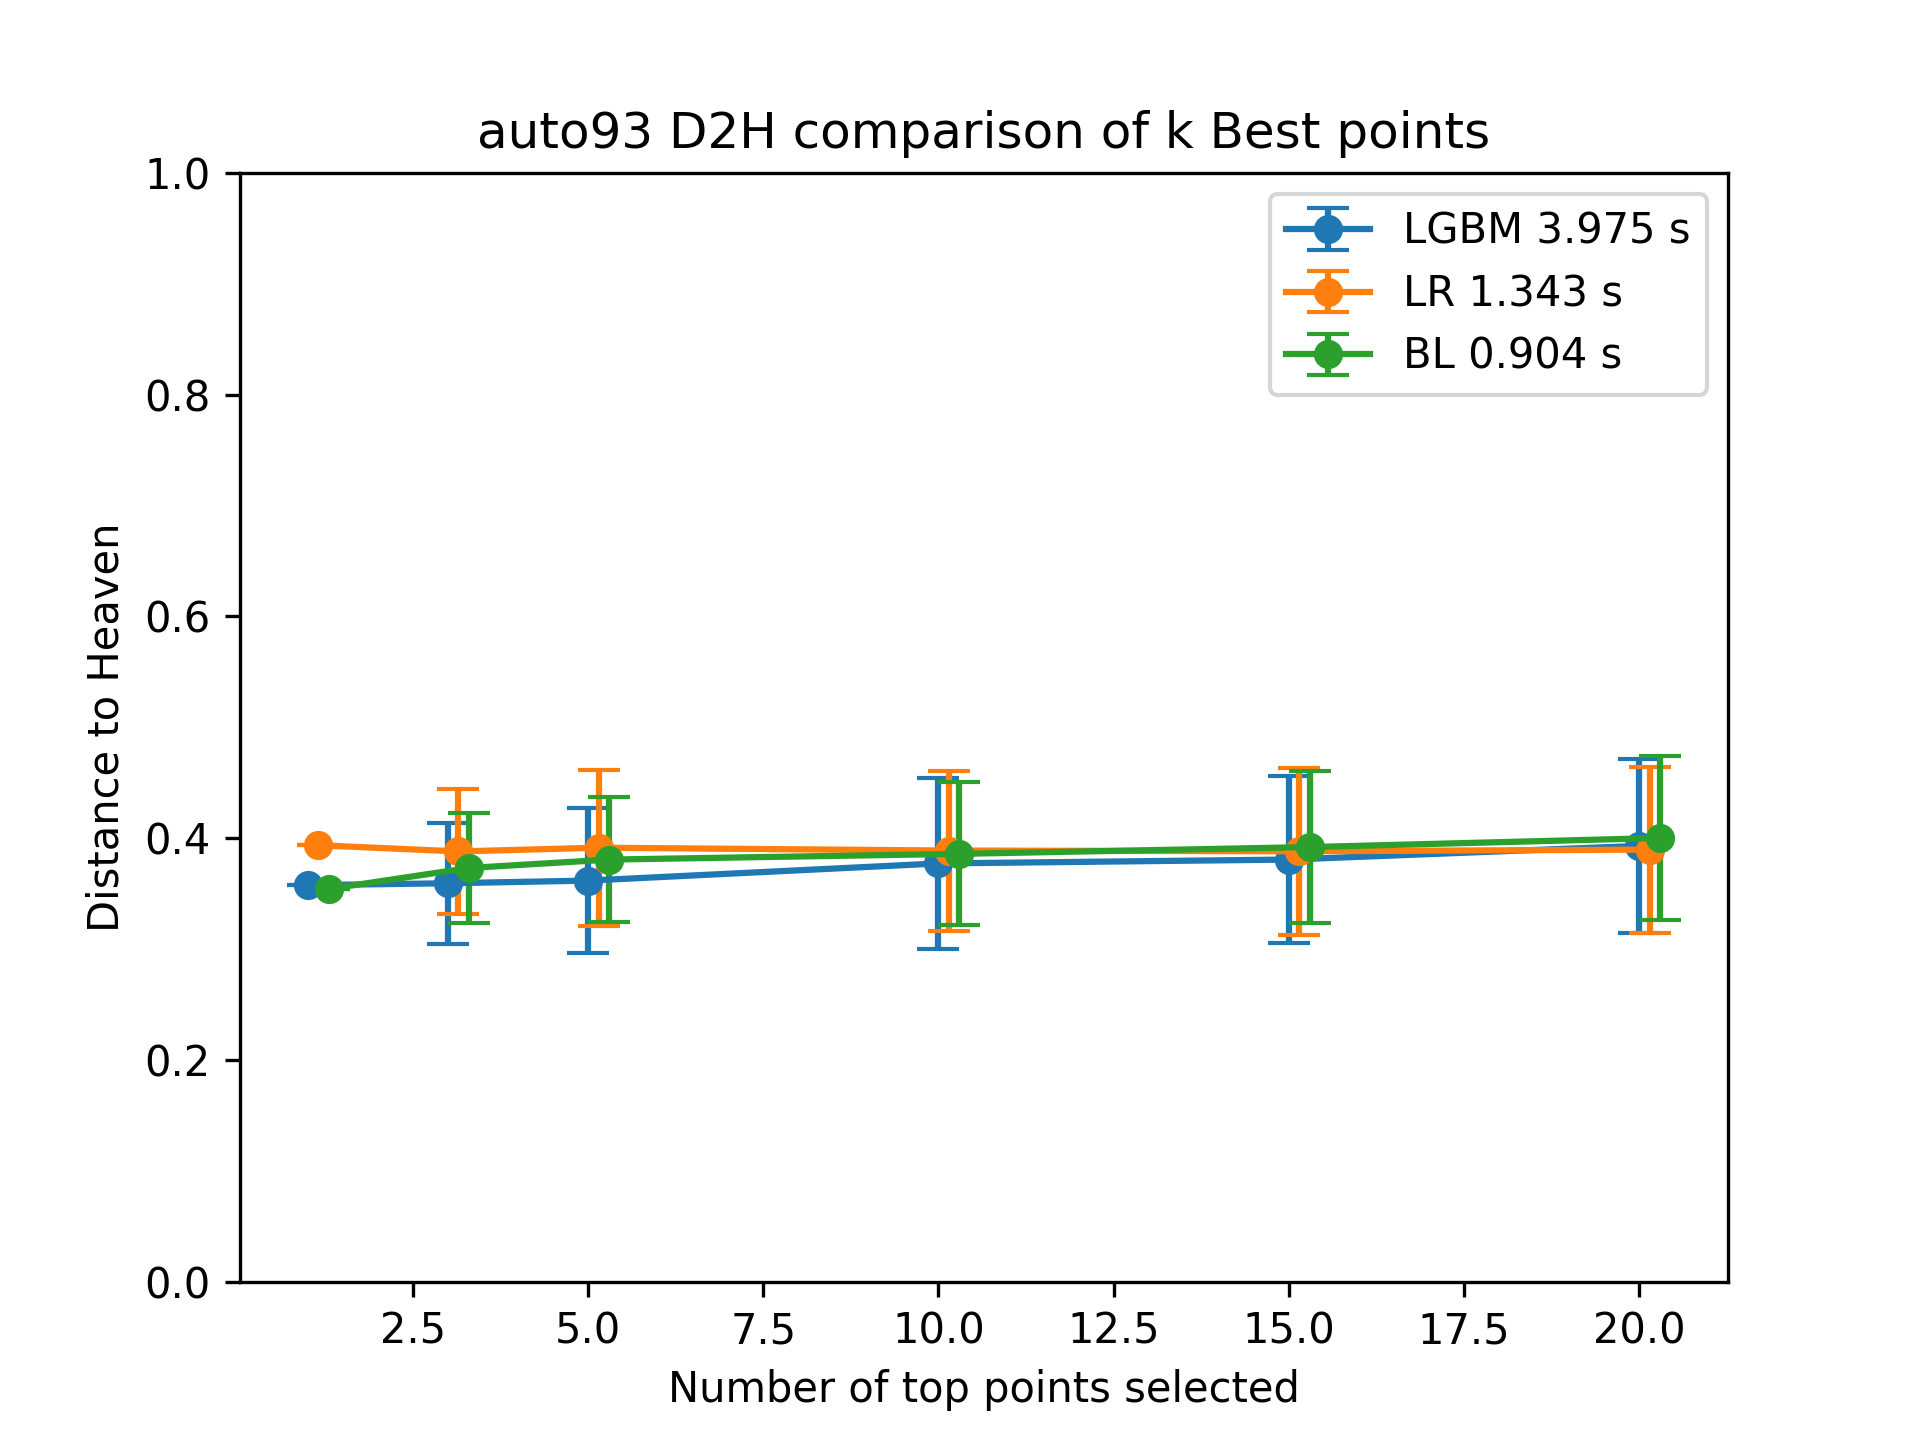 auto93 D2H comparison of k Best points
LGBM 3.975 s
LR 1.343 s
BL 0.904 s
Distance to Heaven
1.0
0.8
0.6
0.4
0.2
0.0
2.5 5.0 7.5 10.0 12.5 15.0 17.5 20.0
Number of top points selected